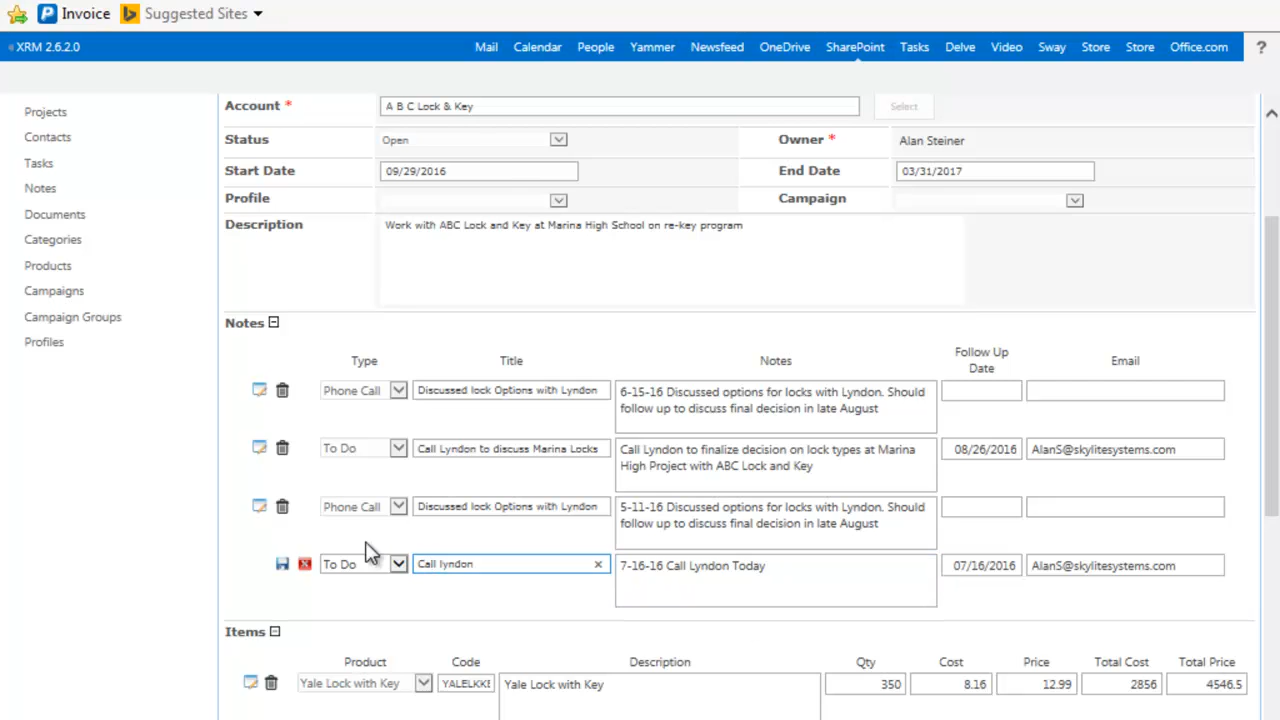 Invoice Suggested Sites
XRM 2.6.2.0 Mail Calendar People Yammer Newsfeed OneDrive SharePoint Tasks Delve Video Sway Store Store Office.com ?
Projects
Contacts
Tasks
Notes
Documents
Categories
Products
Campaigns
Campaign Groups
Profiles
Account * A B C Lock & Key Select
Status Open Owner * Alan Steiner
Start Date 09/29/2016 End Date 03/31/2017
Profile Campaign
Description Work with ABC Lock and Key at Marina High School on re-key program
Notes
Type Title Notes Follow Up Date Email
Phone Call Discussed lock Options with Lyndon 6-15-16 Discussed options for locks with Lyndon. Should
follow up to discuss final decision in late August
To Do Call Lyndon to discuss Marina Locks Call Lyndon to finalize decision on lock types at Marina 08/26/2016 AlanS@skylitesystems.com
High Project with ABC Lock and Key
Phone Call Discussed lock Options with Lyndon 5-11-16 Discussed options for locks with Lyndon. Should
follow up to discuss final decision in late August
To Do Call lyndon 7-16-16 Call Lyndon Today 07/16/2016 AlanS@skylitesystems.com
Items
Product Code Description Qty Cost Price Total Cost Total Price
Yale Lock with Key YALELKKE Yale Lock with Key 350 8.16 12.99 2856 4546.5